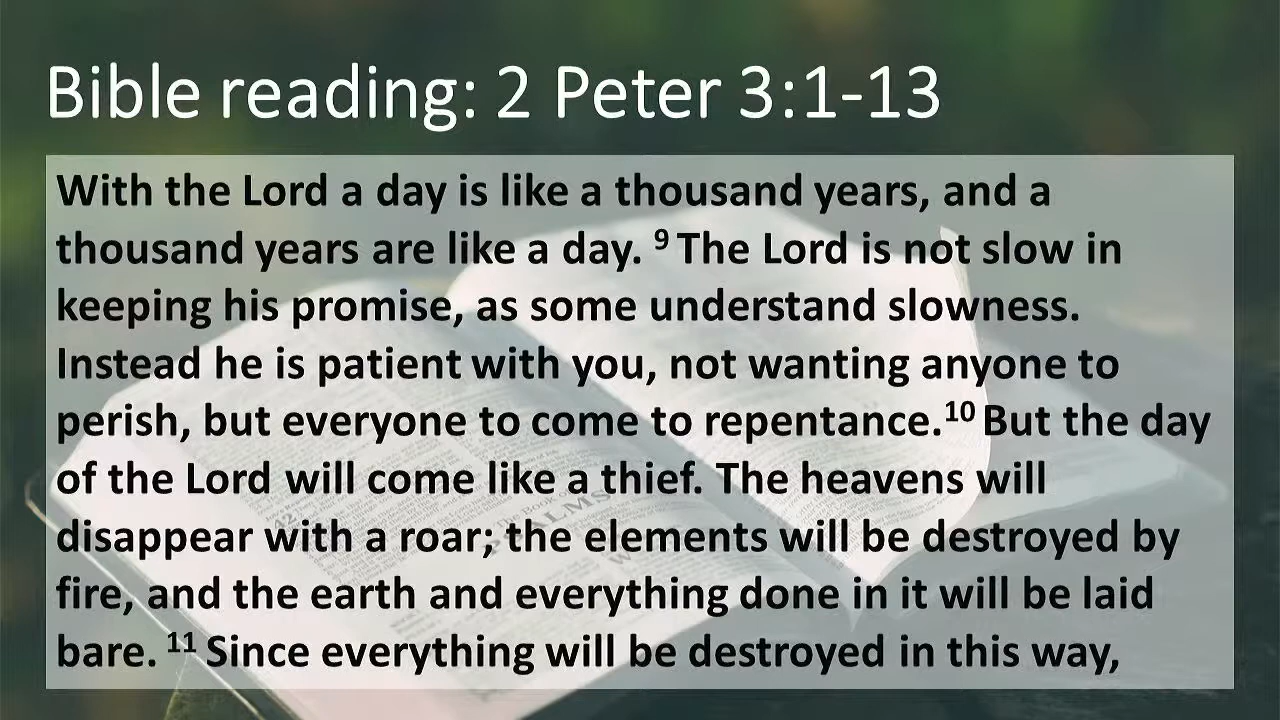 Bible reading: 2 Peter 3:1-13
With the Lord a day is like a thousand years, and a
thousand years are like a day. 9 The Lord is not slow in
keeping his promise, as some understand slowness.
Instead he is patient with you, not wanting anyone to
perish, but everyone to come to repentance.10 But the day
of the Lord will come like a thief. The heavens will
disappear with a roar; the elements will be destroyed by
fire, and the earth and everything done in it will be laid
bare. 11 Since everything will be destroyed in this way,
PSALMS